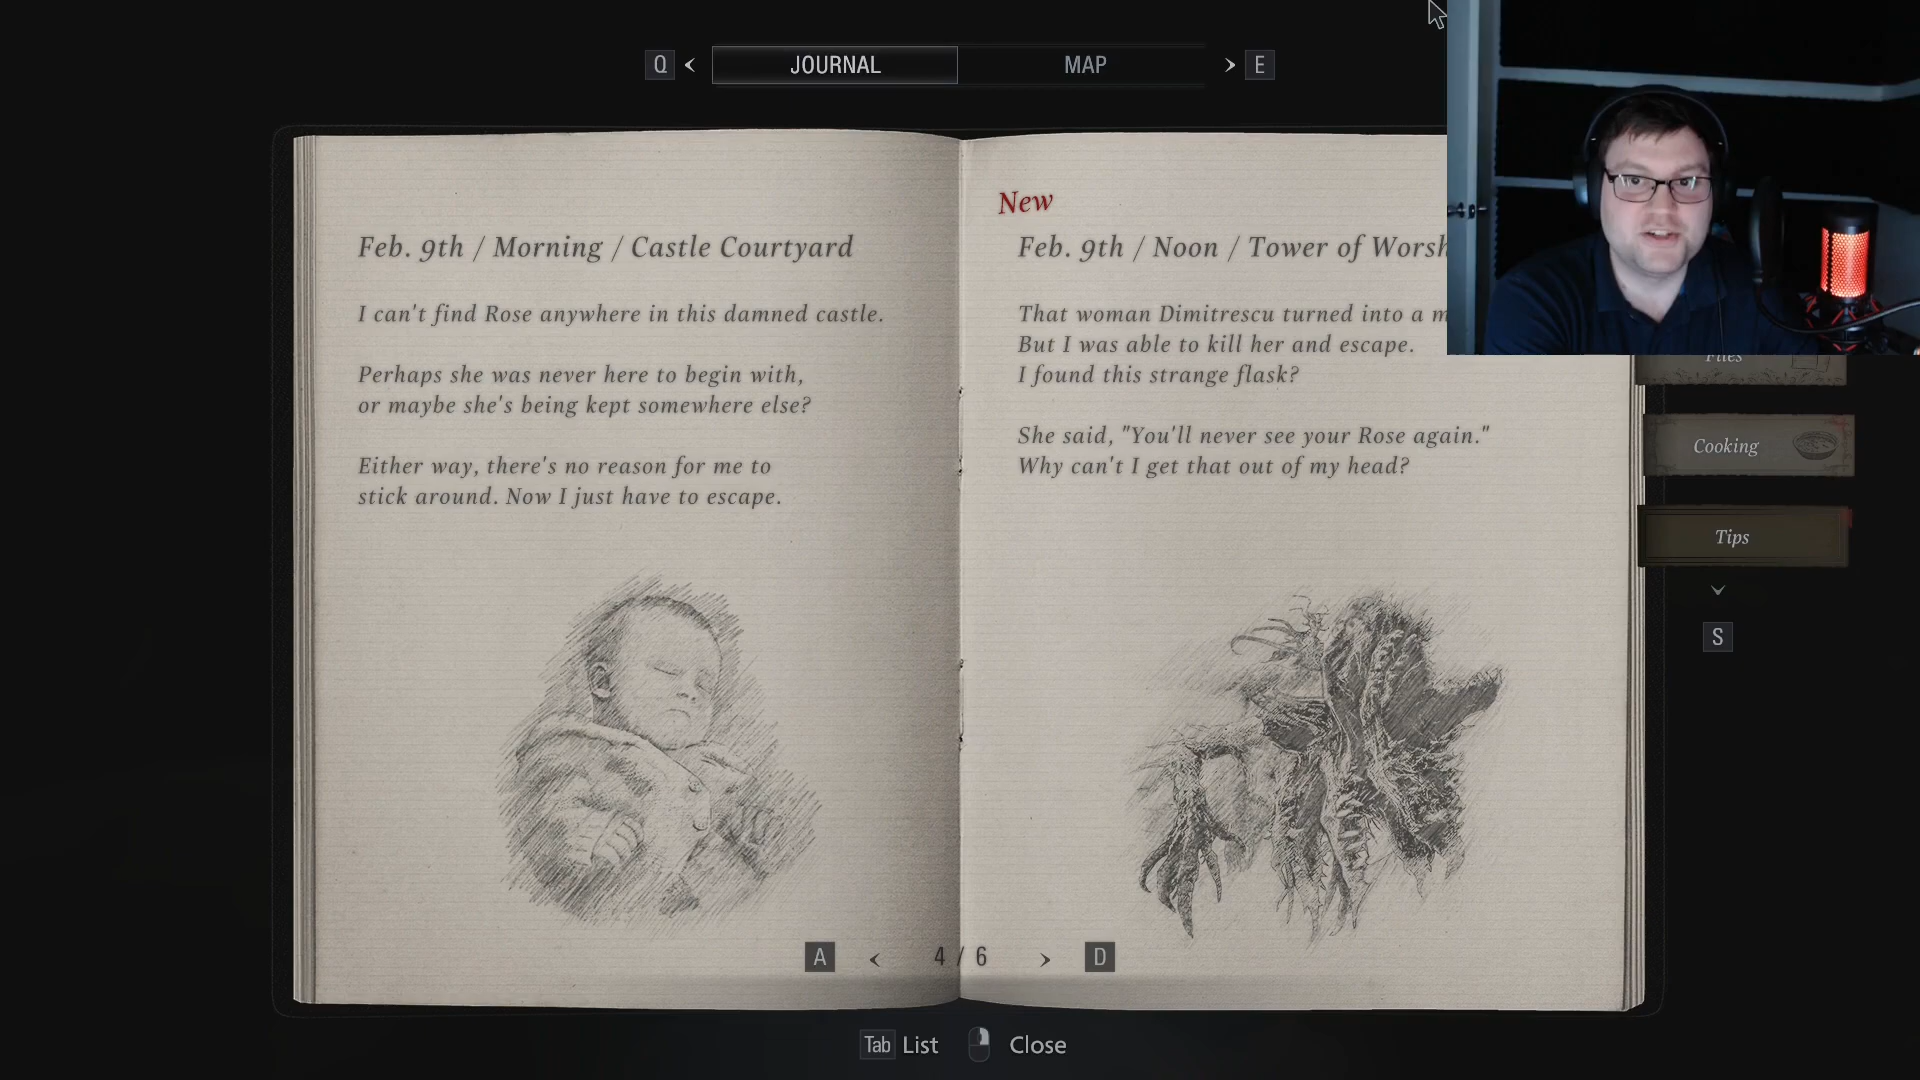 Q < JOURNAL MAP > E
Feb. 9th / Morning / Castle Courtyard
I can't find Rose anywhere in this damned castle.
Perhaps she was never here to begin with,
or maybe she's being kept somewhere else?
Either way, there's no reason for me to
stick around. Now I just have to escape.
New
Feb. 9th / Noon / Tower of Worsh
That woman Dimitrescu turned into a m
But I was able to kill her and escape.
I found this strange flask?
She said, "You'll never see your Rose again."
Why can't I get that out of my head?
Files
Cooking
Tips
S
A < 4 / 6 > D
Tab List Close